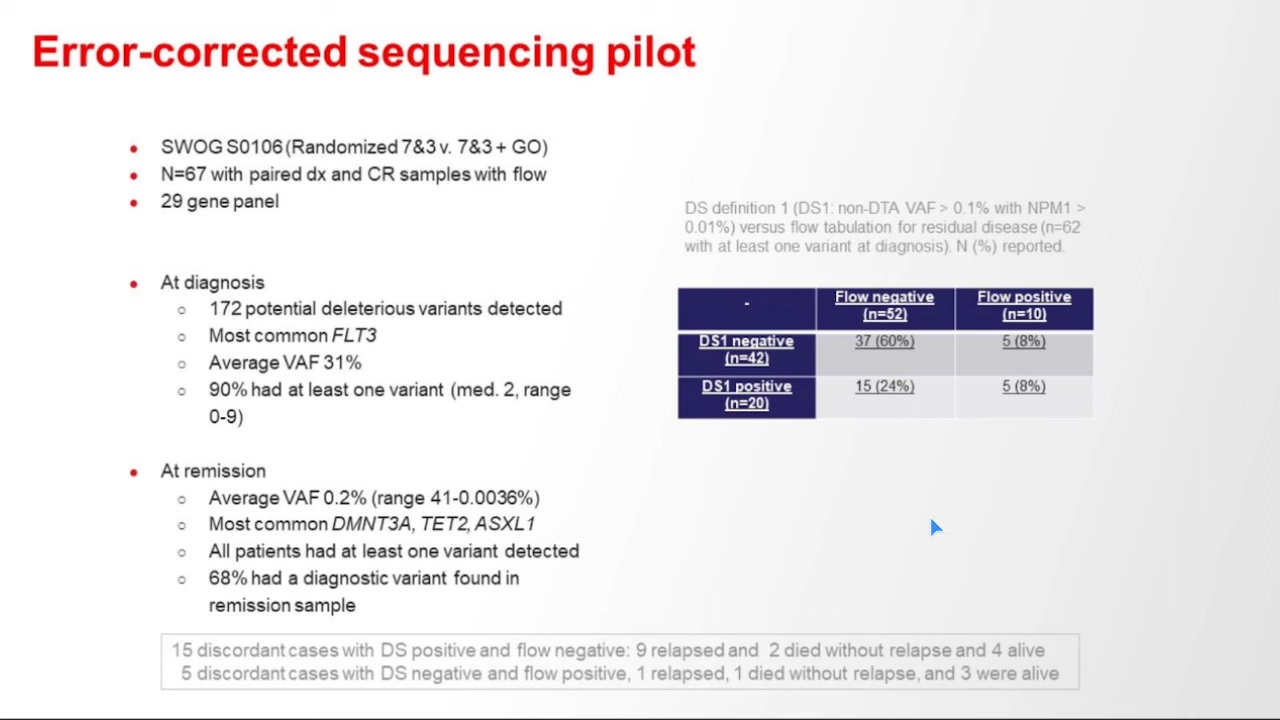 Error-corrected sequencing pilot
• SWOG S0106 (Randomized 7&3 v. 7&3 + GO)
• N=67 with paired dx and CR samples with flow
• 29 gene panel
• At diagnosis
○ 172 potential deleterious variants detected
○ Most common FLT3
○ Average VAF 31%
○ 90% had at least one variant (med. 2, range
0-9)
• At remission
○ Average VAF 0.2% (range 41-0.0036%)
○ Most common DMNT3A, TET2, ASXL1
○ All patients had at least one variant detected
○ 68% had a diagnostic variant found in
remission sample
DS definition 1 (DS1: non-DTA VAF > 0.1% with NPM1 >
0.01%) versus flow tabulation for residual disease (n=62
with at least one variant at diagnosis). N (%) reported.
- Flow negative Flow positive
(n=52) (n=10)
DS1 negative 37 (60%) 5 (8%)
(n=42)
DS1 positive 15 (24%) 5 (8%)
(n=20)
15 discordant cases with DS positive and flow negative: 9 relapsed and 2 died without relapse and 4 alive
5 discordant cases with DS negative and flow positive, 1 relapsed, 1 died without relapse, and 3 were alive